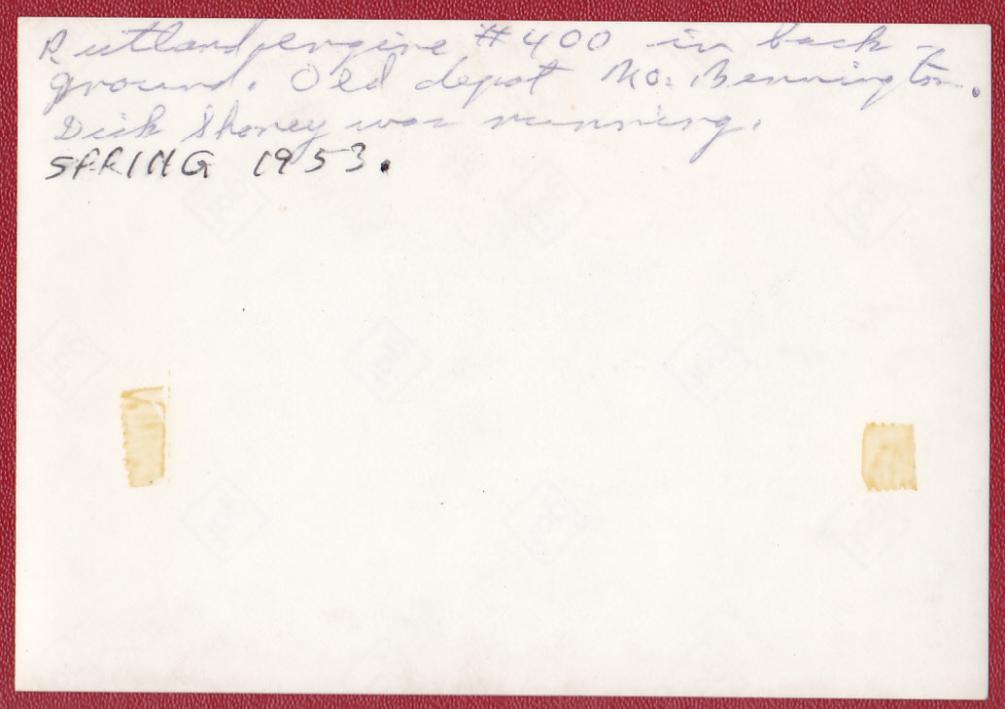 Rutland engine #400 in back-
ground. Old depot No. Bennington.
Dick Shoney was running.
SPRING 1953.